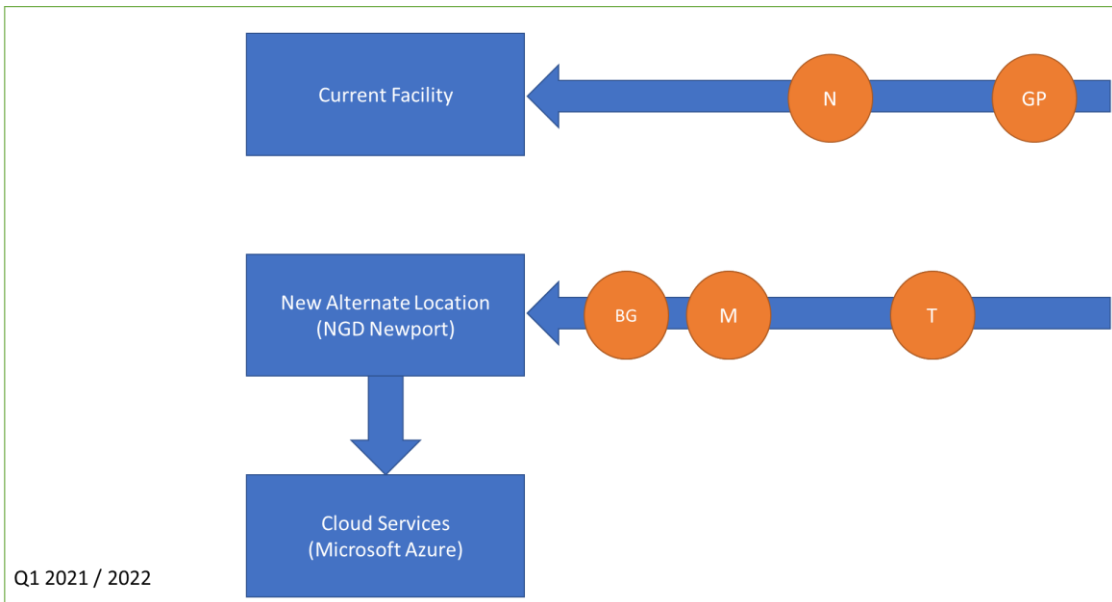 Current Facility
N
GP
New Alternate Location
(NGD Newport)
BG
M
T
Cloud Services
(Microsoft Azure)
Q1 2021 / 2022